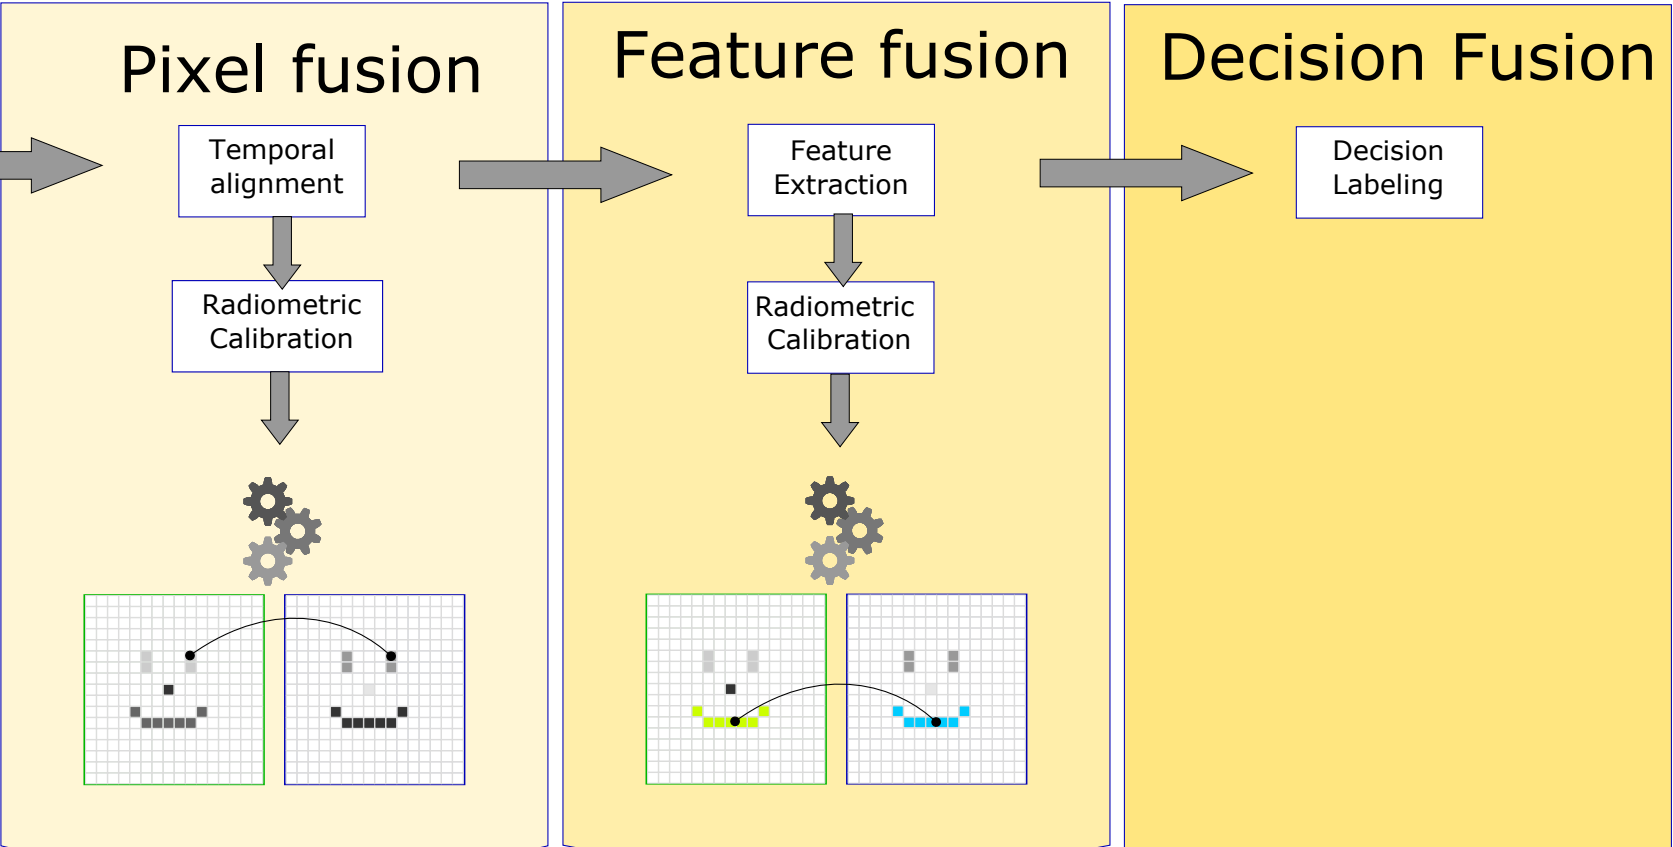 Pixel fusion
Temporal
alignment
Radiometric
Calibration
Feature fusion
Feature
Extraction
Radiometric
Calibration
Decision Fusion
Decision
Labeling